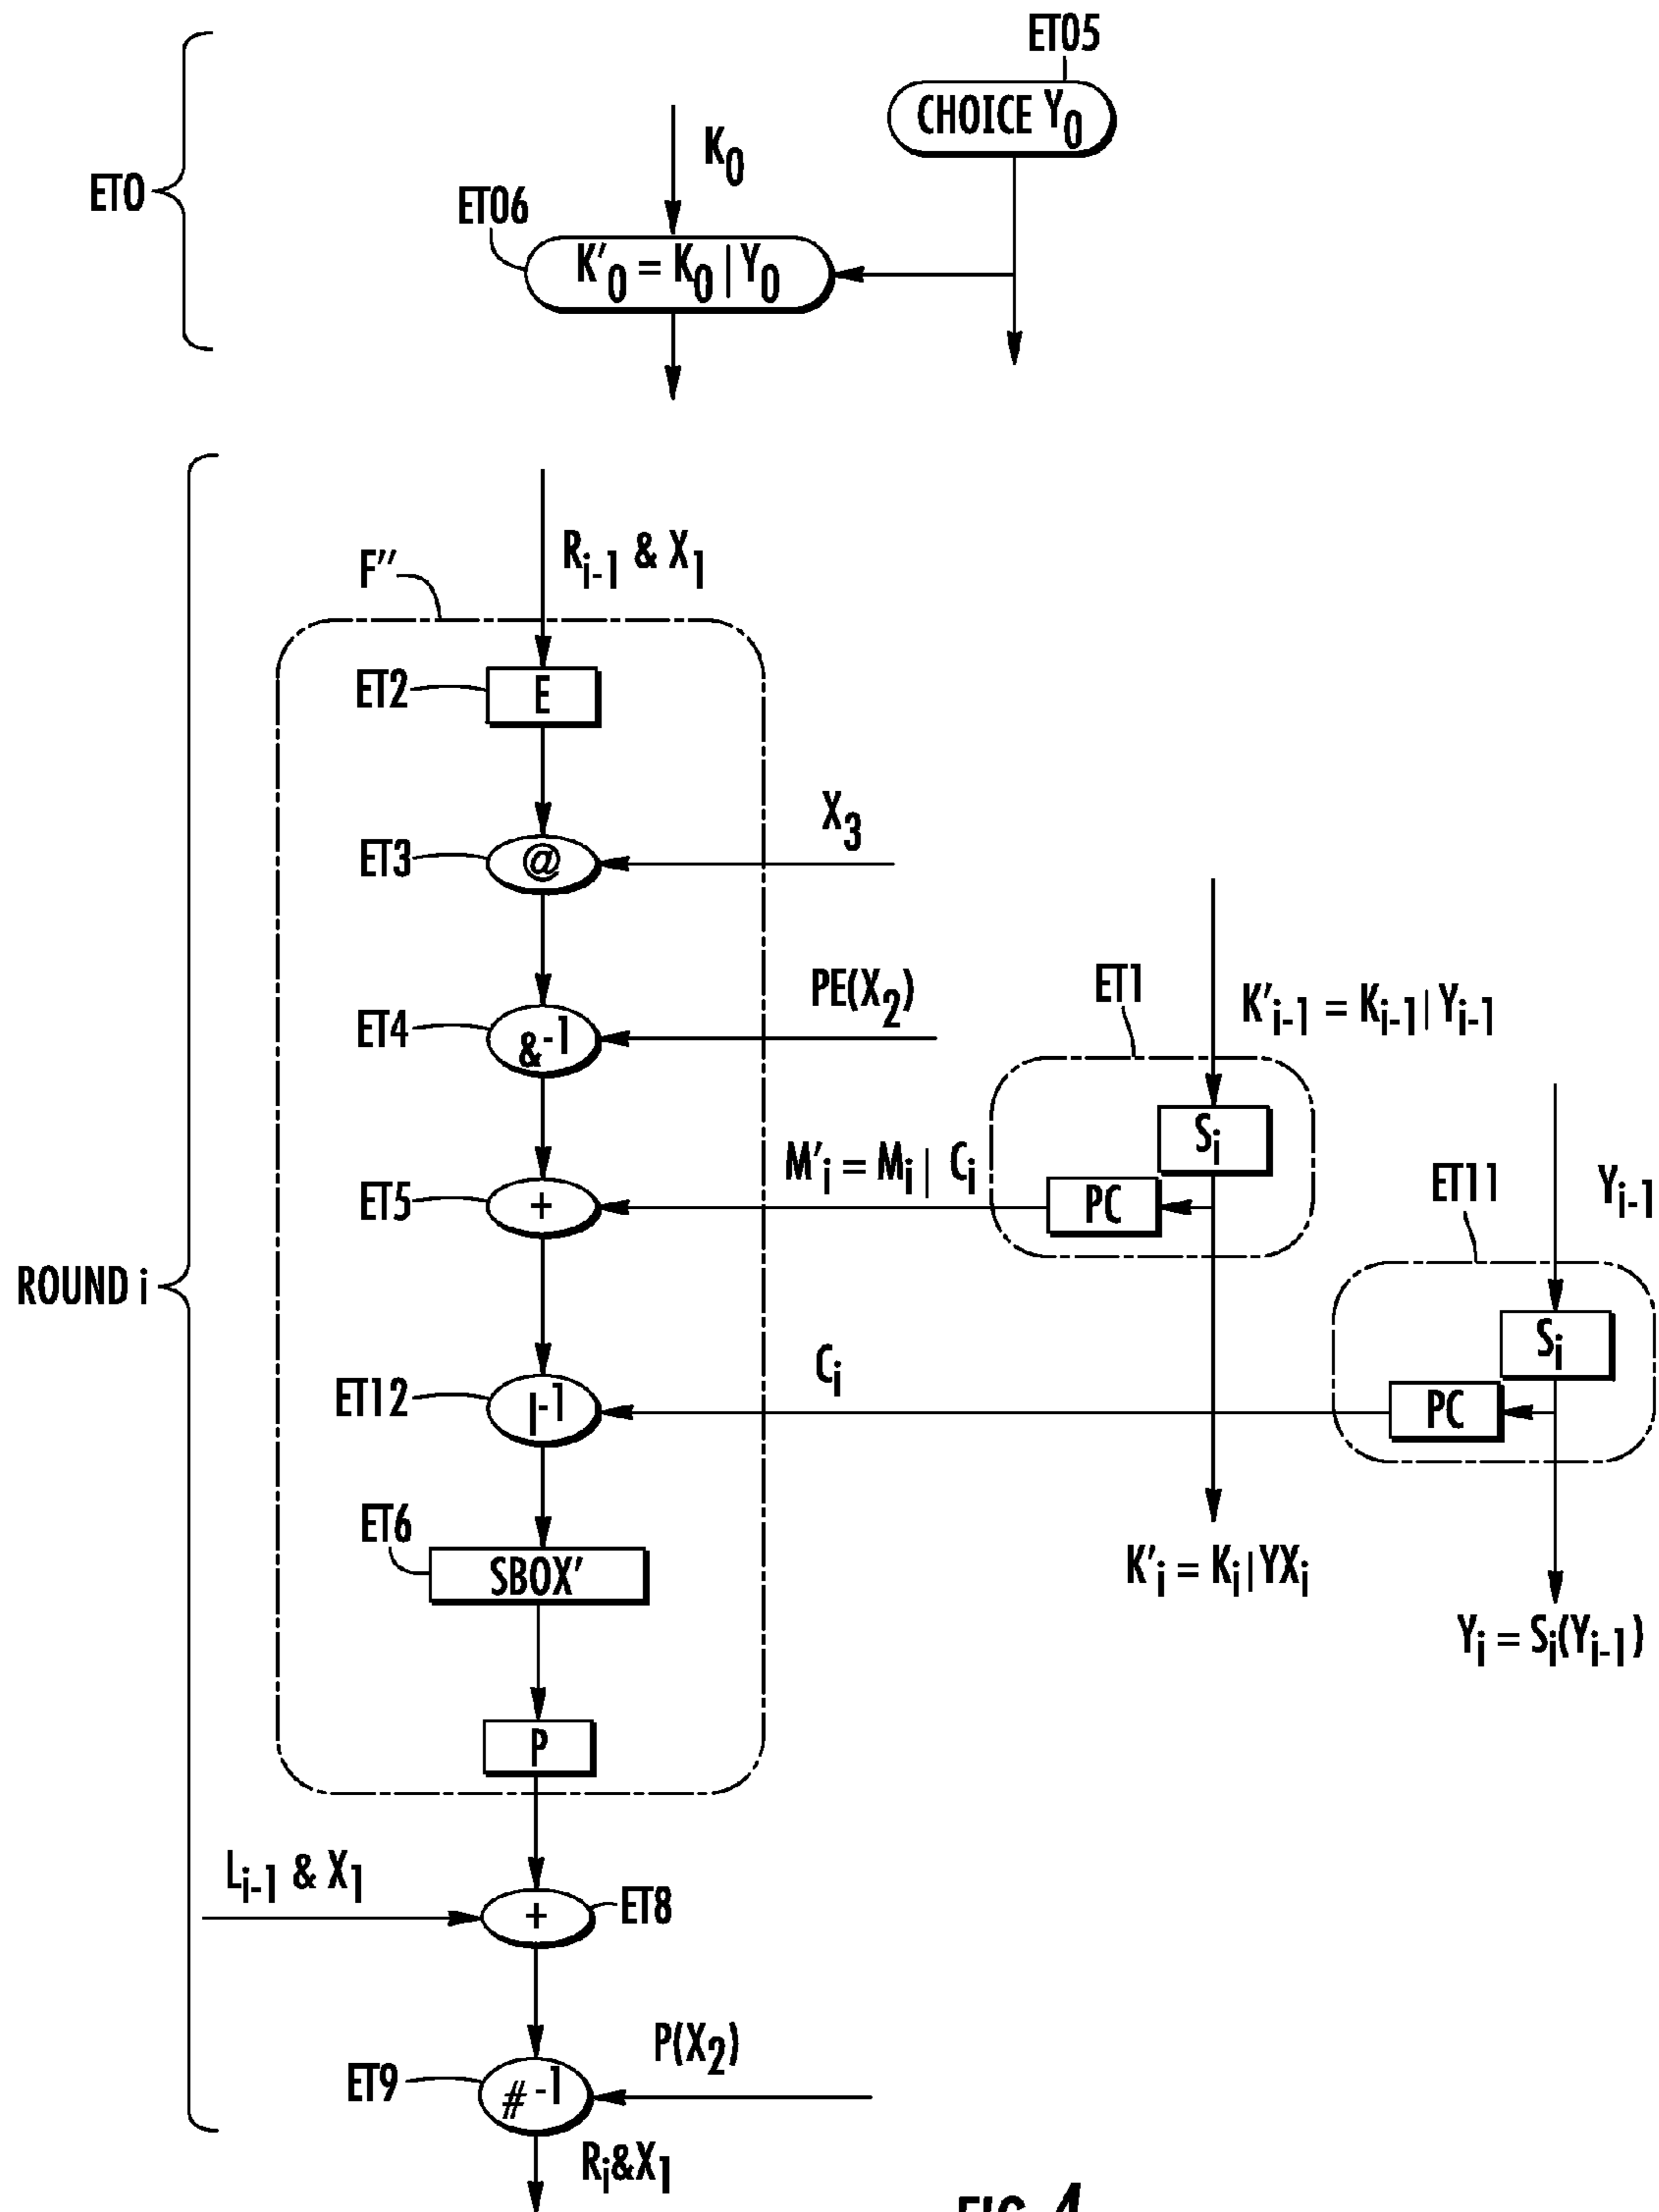 ET05
CHOICE Y0
K0
ET0
ET06
K'0 = K0 | Y0
Ri-1 & X1
F''
ET2
E
X3
ET3
@
PE(X2)
ET1
K'i-1 = Ki-1 | Yi-1
ET4
&-1
Si
M'i = Mi | Ci
ET11
Yi-1
ET5
+
PC
ROUND i
Si
Ci
ET12
|-1
PC
ET6
SBOX'
K'i = Ki | YXi
Yi = Si(Yi-1)
P
Li-1 & X1
+
ET8
P(X2)
ET9
#-1
Ri&X1
FIG. 4